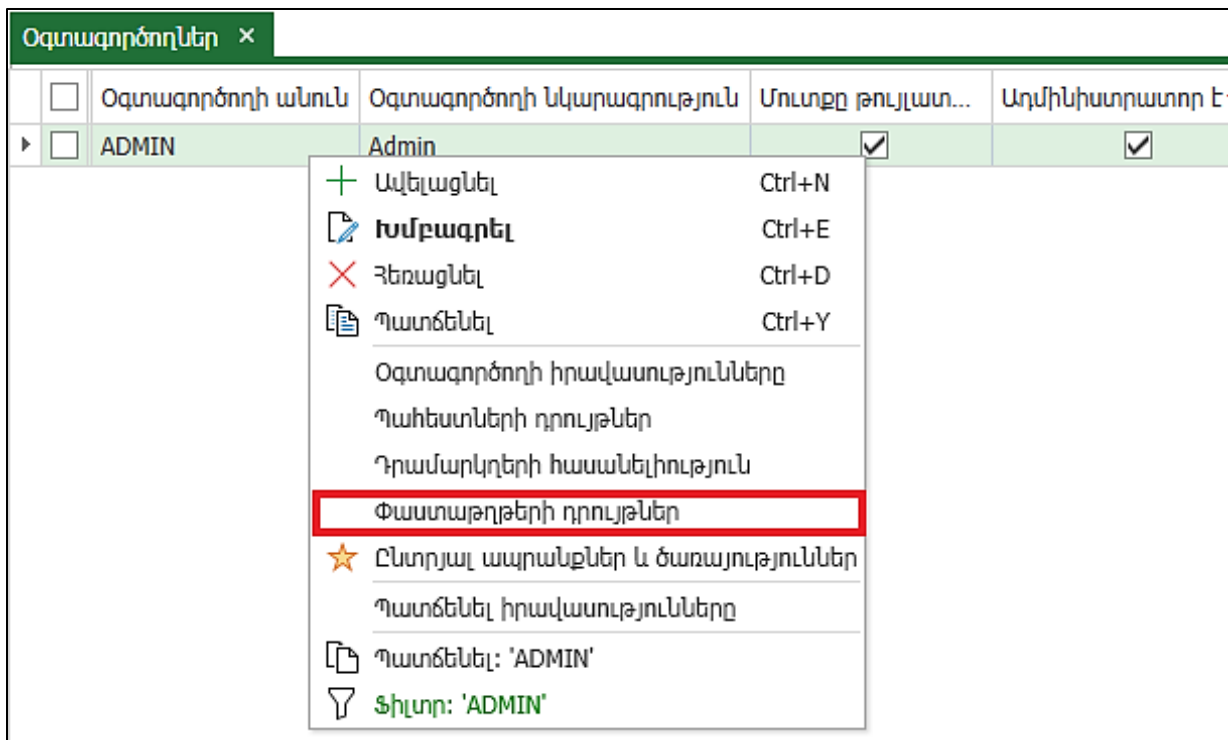 Օգտագործողներ ×
Օգտագործողի անուն Օգտագործողի նկարագրություն Մուտքը թույլատ... Ադմինիստրատոր է
ADMIN Admin
Ավելացնել Ctrl+N
Խմբագրել Ctrl+E
Հեռացնել Ctrl+D
Պատճենել Ctrl+Y
Օգտագործողի իրավասությունները
Պահեստների դրույթներ
Դրամարկղերի հասանելիություն
Փաստաթղթերի դրույթներ
Ընտրյալ ապրանքներ և ծառայություններ
Պատճենել իրավասությունները
Պատճենել: 'ADMIN'
Ֆիլտր: 'ADMIN'